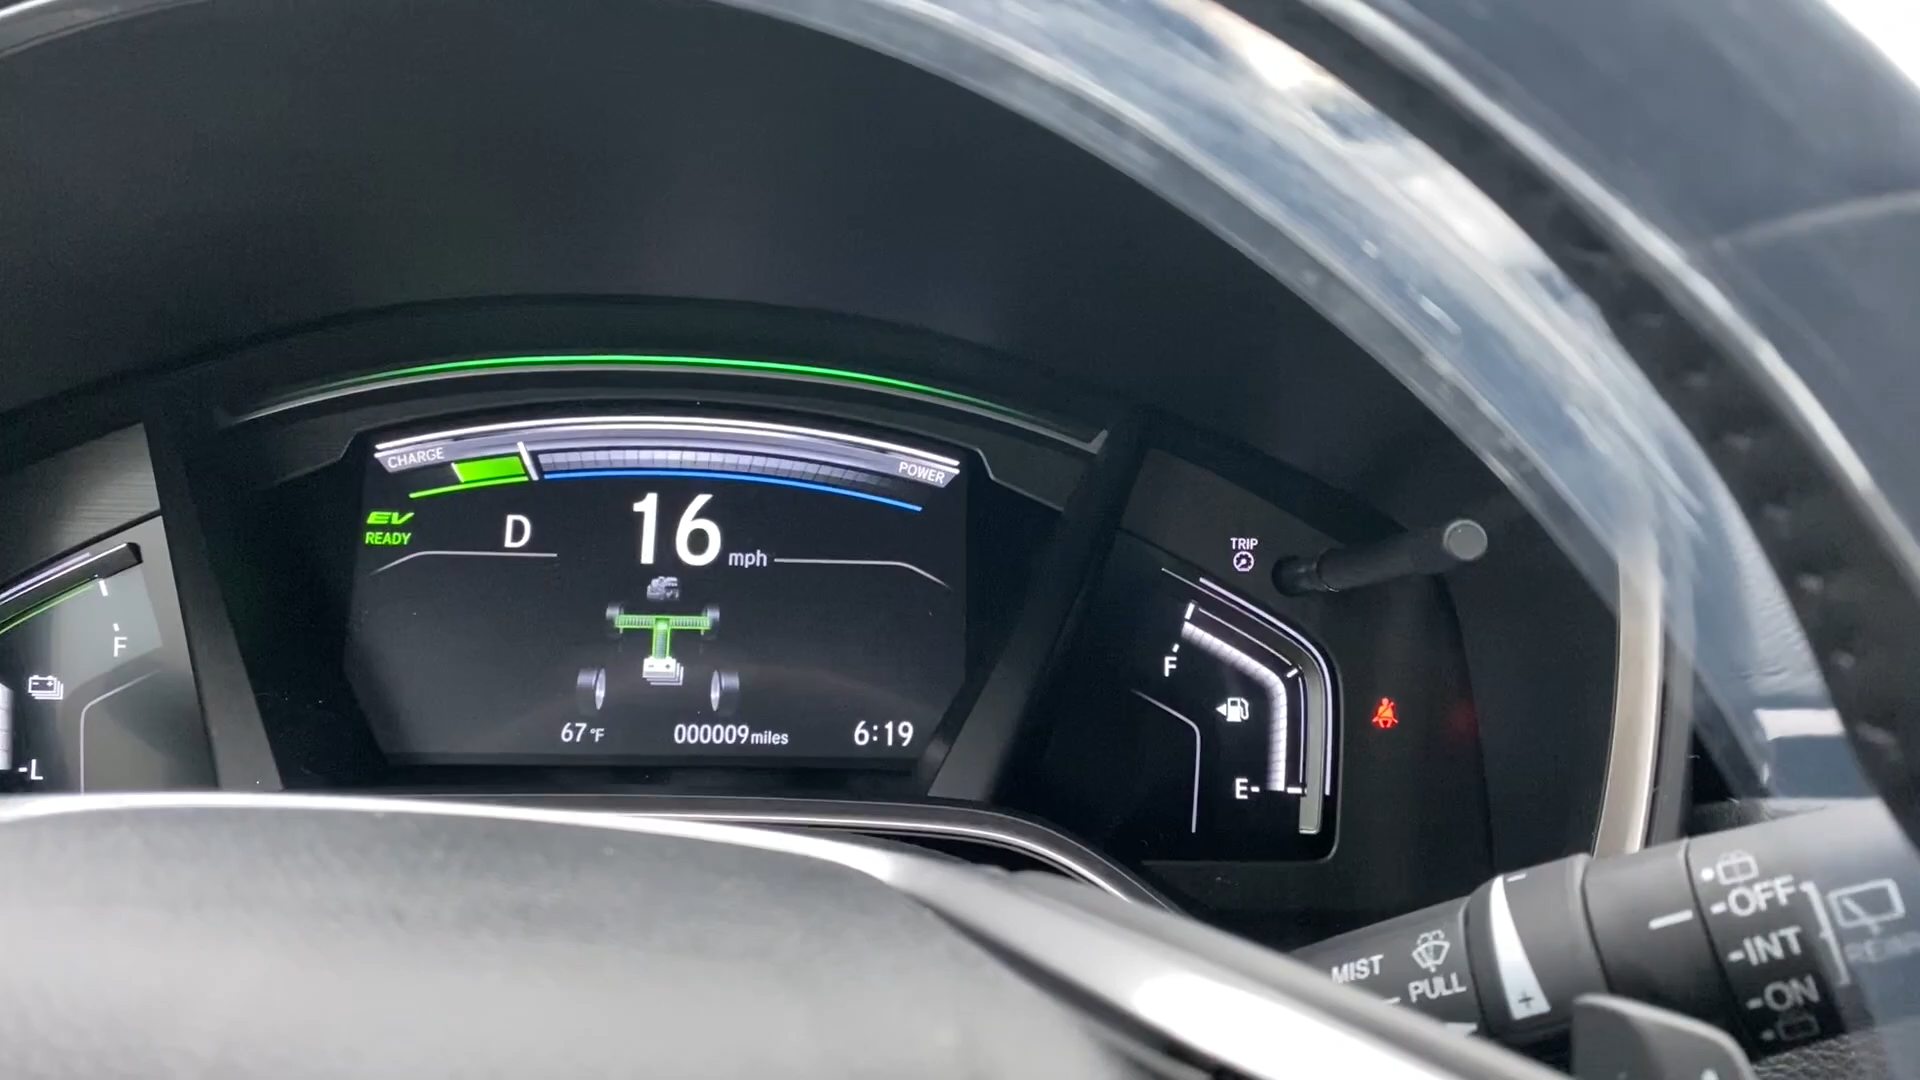 CHARGE
POWER
EV
READY
D
16 mph
67°F
000009 miles
6:19
F
-L
TRIP
F
E-
MIST
PULL
-OFF
-INT
-ON
+